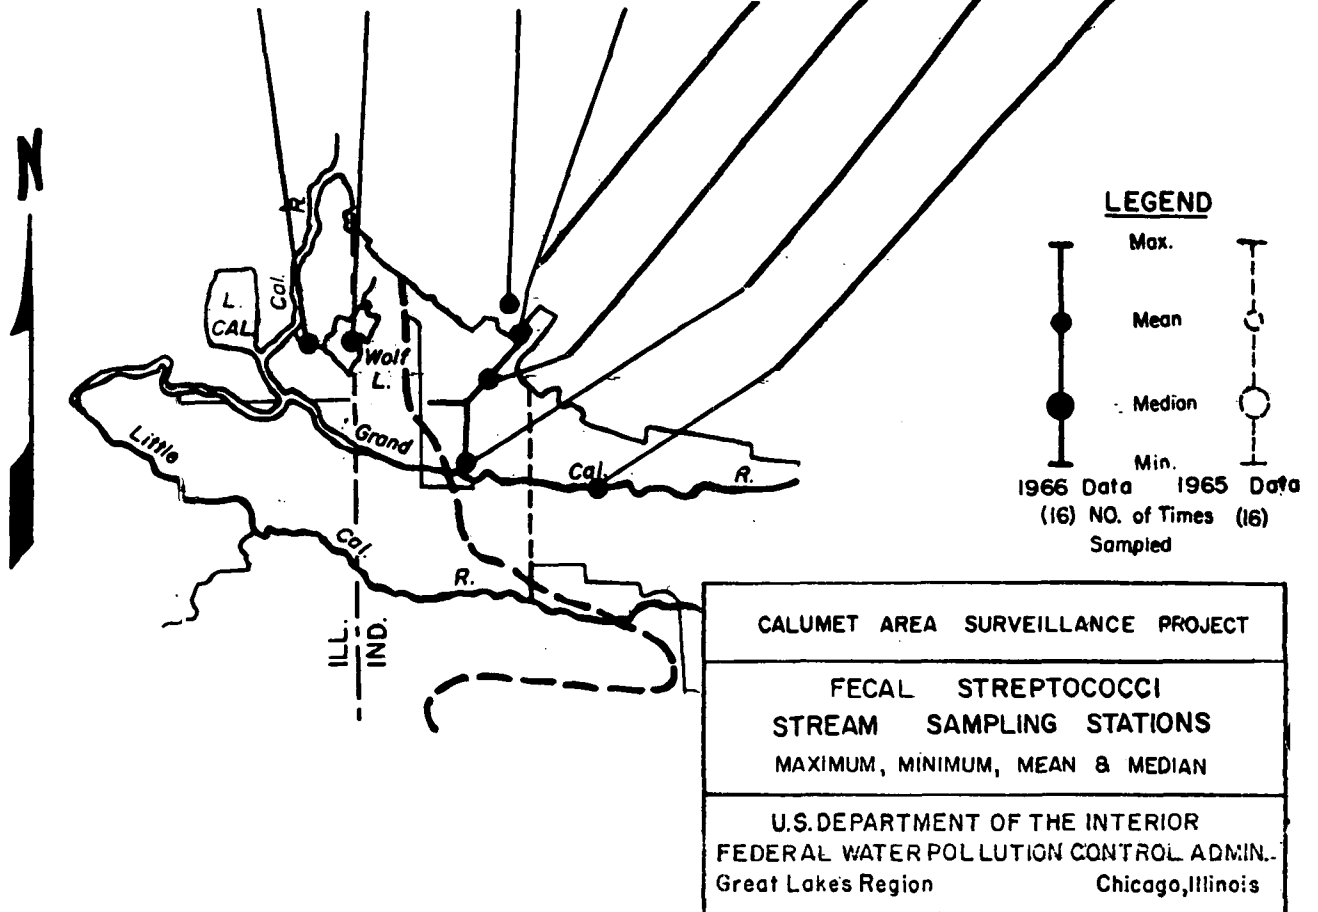 N
R.
Cal.
L.
CAL.
Wolf
L.
Grand
Cal.
R.
Little
Cal.
R.
ILL.
IND.
LEGEND
Max.
Mean
Median
Min.
1966 Data 1965 Data
(16) NO. of Times (16)
Sampled
CALUMET AREA SURVEILLANCE PROJECT
FECAL STREPTOCOCCI
STREAM SAMPLING STATIONS
MAXIMUM, MINIMUM, MEAN & MEDIAN
U.S. DEPARTMENT OF THE INTERIOR
FEDERAL WATER POLLUTION CONTROL ADMIN.
Great Lakes Region Chicago, Illinois